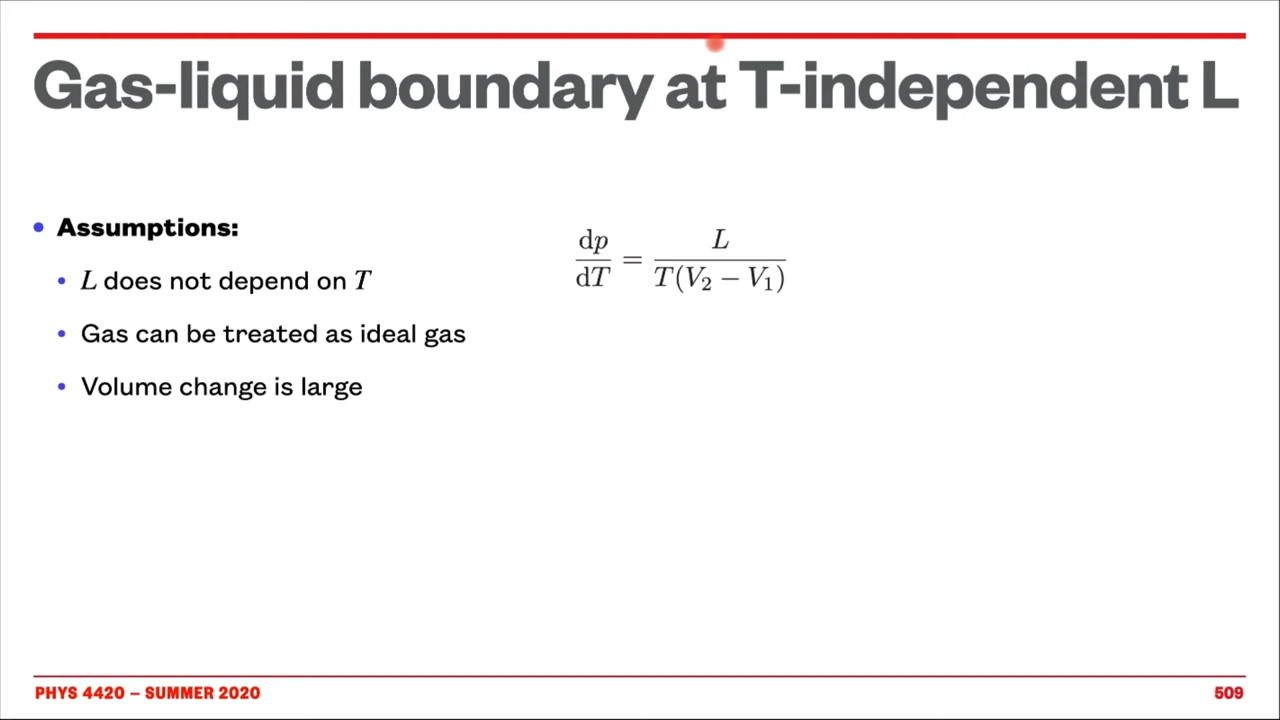 Gas-liquid boundary at T-independent L
• Assumptions:
• L does not depend on T
• Gas can be treated as ideal gas
• Volume change is large
dp/dT = L/(T(V₂ − V₁))
PHYS 4420 – SUMMER 2020
509